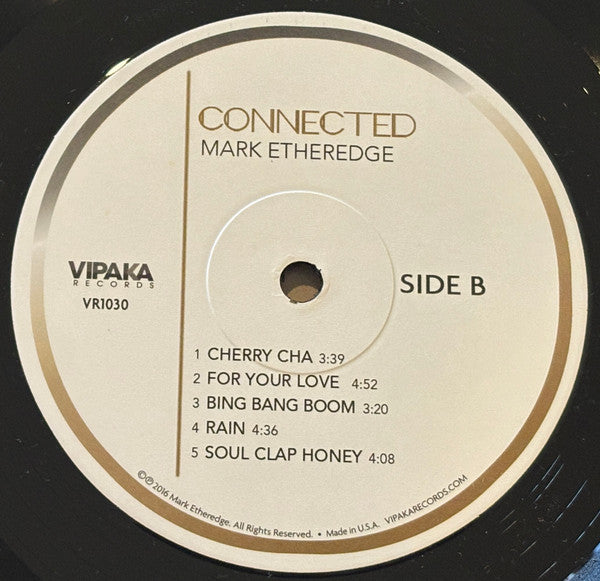 CONNECTED
MARK ETHEREDGE
VIPAKA
RECORDS
VR1030
SIDE B
1 CHERRY CHA 3:39
2 FOR YOUR LOVE 4:52
3 BING BANG BOOM 3:20
4 RAIN 4:36
5 SOUL CLAP HONEY 4:08
©℗2016 Mark Etheredge. All Rights Reserved. • Made in U.S.A. VIPAKARECORDS.COM